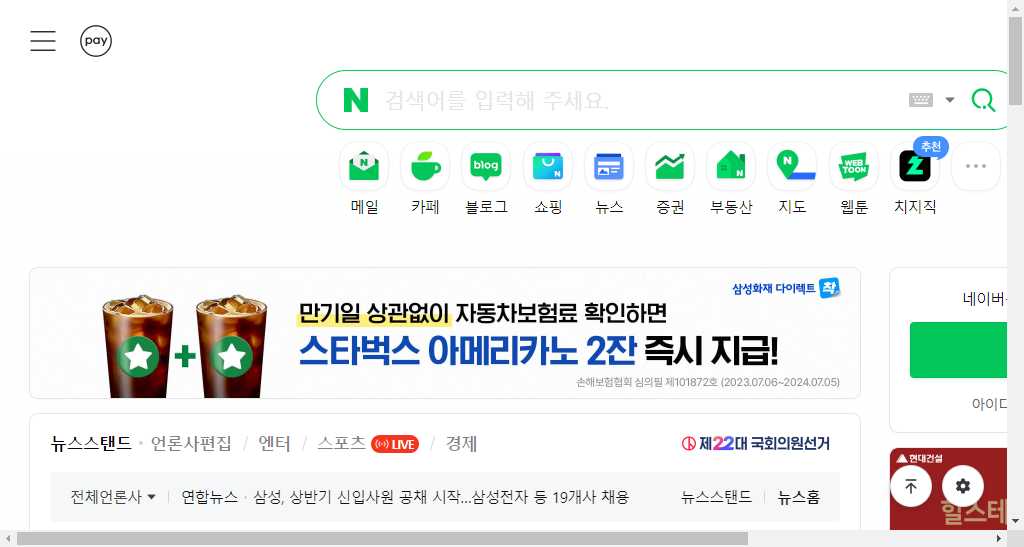 pay
N 검색어를 입력해 주세요.
N
blog
N
N
N
N
WEB TOON
추천
메일 카페 블로그 쇼핑 뉴스 증권 부동산 지도 웹툰 치지직
삼성화재 다이렉트 착
만기일 상관없이 자동차보험료 확인하면
스타벅스 아메리카노 2잔 즉시 지급!
손해보험협회 심의필 제101872호 (2023.07.06~2024.07.05)
뉴스스탠드 · 언론사편집 / 엔터 / 스포츠 LIVE / 경제
제22대 국회의원선거
전체언론사 연합뉴스 · 삼성, 상반기 신입사원 공채 시작...삼성전자 등 19개사 채용 뉴스스탠드 뉴스홈
네이버
아이디
현대건설
힐스테